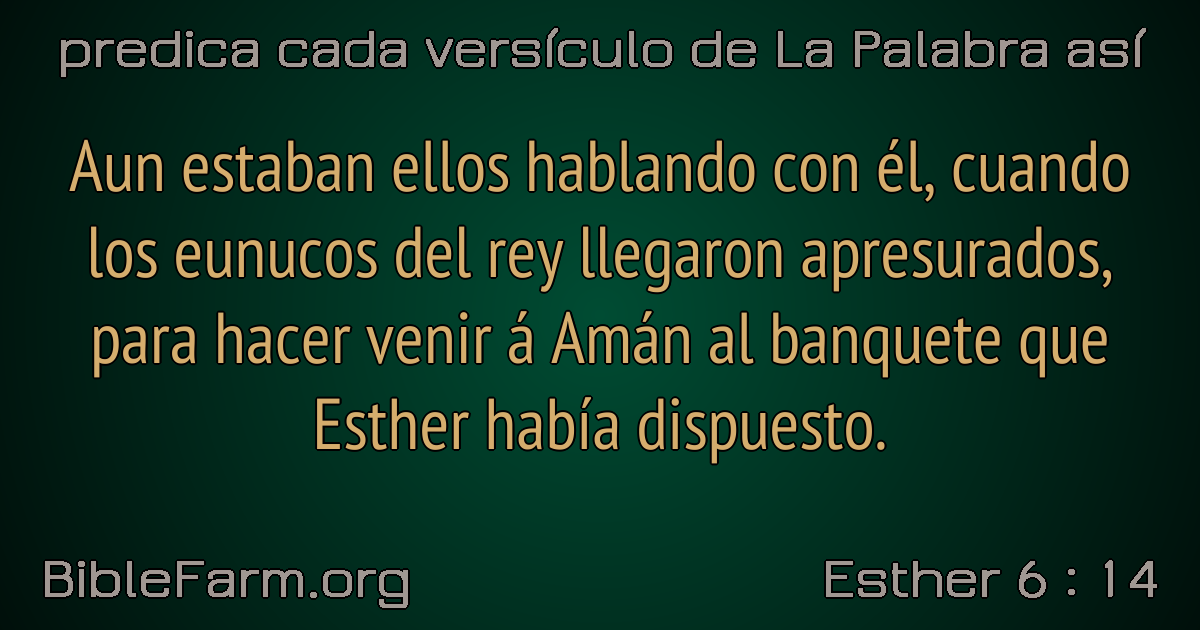 predica cada versículo de La Palabra así
Aun estaban ellos hablando con él, cuando
los eunucos del rey llegaron apresurados,
para hacer venir á Amán al banquete que
Esther había dispuesto.
BibleFarm.org
Esther 6 : 14